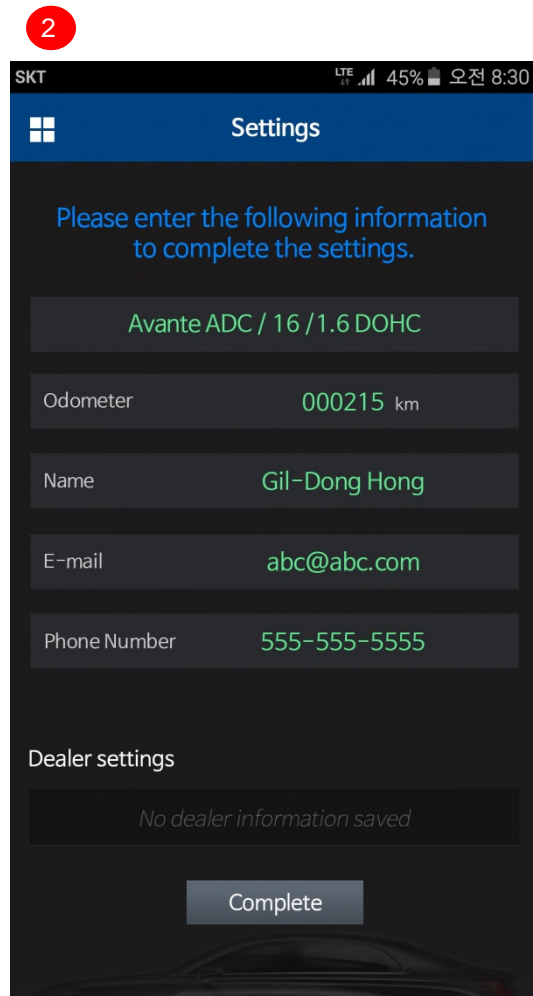 2
SKT LTE 45% 오전 8:30
Settings
Please enter the following information
to complete the settings.
Avante ADC / 16 /1.6 DOHC
Odometer 000215 km
Name Gil-Dong Hong
E-mail abc@abc.com
Phone Number 555-555-5555
Dealer settings
No dealer information saved
Complete